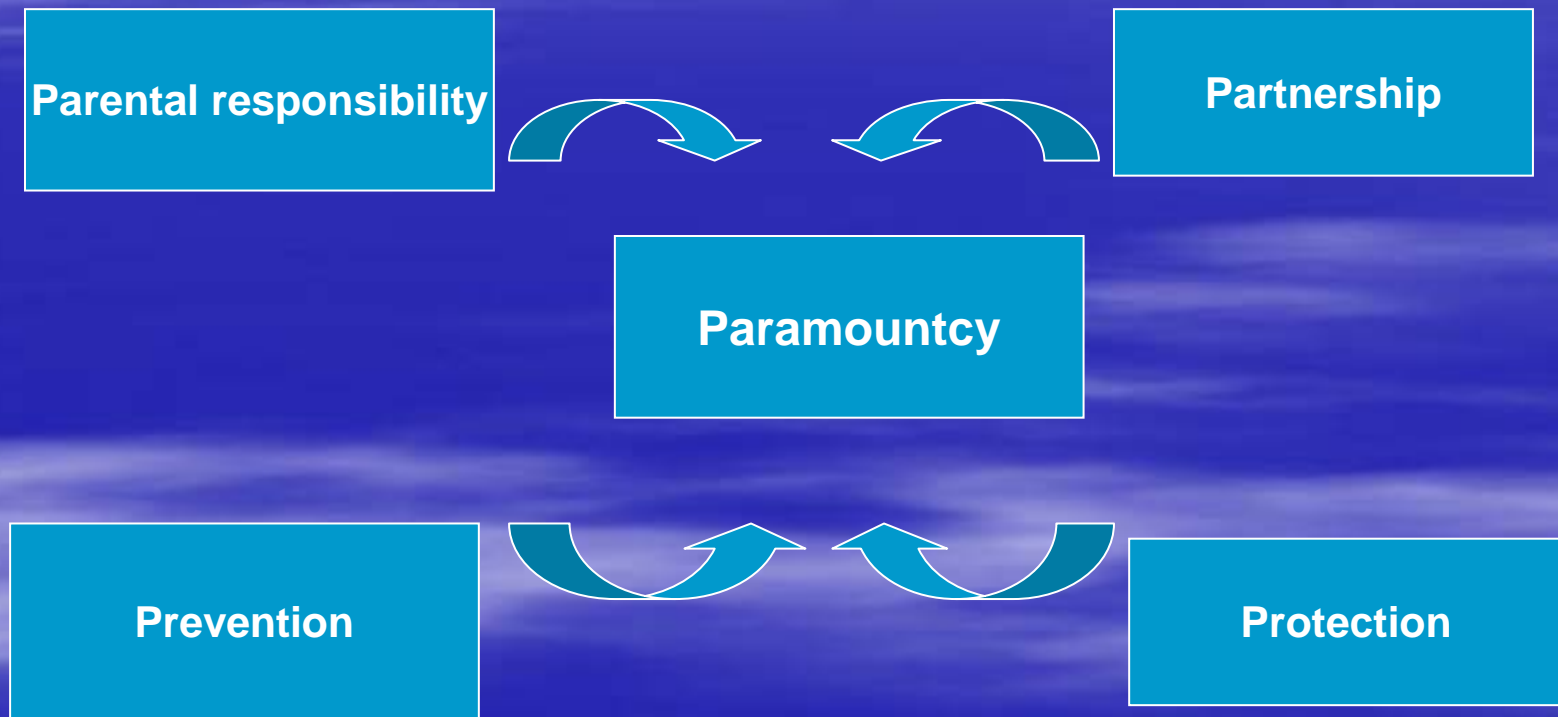 Parental responsibility
Partnership
Paramountcy
Prevention
Protection